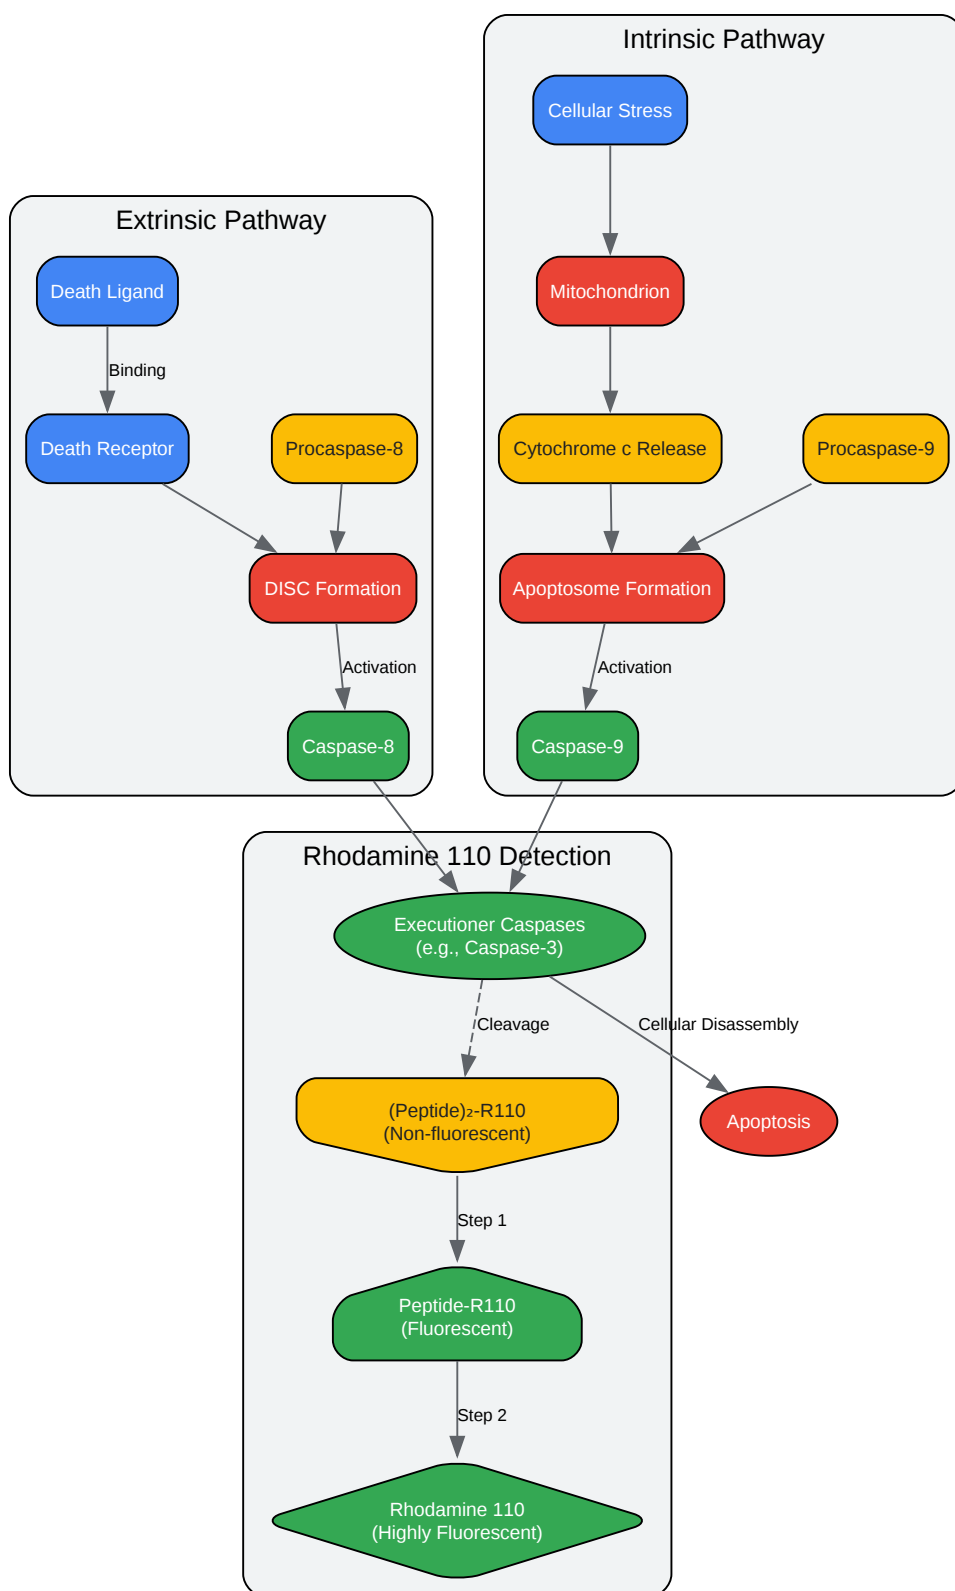 Intrinsic Pathway
Cellular Stress
Extrinsic Pathway
Death Ligand
Mitochondrion
Binding
Death Receptor
Procaspase-8
Cytochrome c Release
Procaspase-9
DISC Formation
Apoptosome Formation
Activation
Activation
Caspase-8
Caspase-9
Rhodamine 110 Detection
Executioner Caspases
(e.g., Caspase-3)
Cleavage
Cellular Disassembly
(Peptide)₂-R110
(Non-fluorescent)
Apoptosis
Step 1
Peptide-R110
(Fluorescent)
Step 2
Rhodamine 110
(Highly Fluorescent)